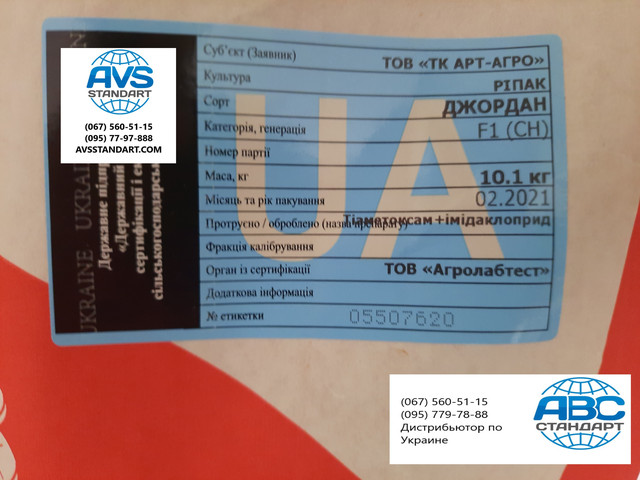 AVS
STANDART
(067) 560-51-15
(095) 77-97-888
AVSSTANDART.COM
UKRAINE UKRAINE
Державне
«Державний
сертифікації і
сільськогосподарсь
UA
Суб'єкт (Заявник) ТОВ «ТК АРТ-АГРО»
Культура РІПАК
Сорт ДЖОРДАН
Категорія, генерація F1 (СН)
Номер партії
Маса, кг 10.1 кг
Місяць та рік пакування 02.2021
Протруєно / оброблено (назва препарату) Тіаметоксам+імідаклоприд
Фракція калібрування
Орган із сертифікації ТОВ «Агролабтест»
Додаткова інформація
№ етикетки 05507620
(067) 560-51-15
(095) 779-78-88
Дистрибьютор по
Украине
АВС
СТАНДАРТ